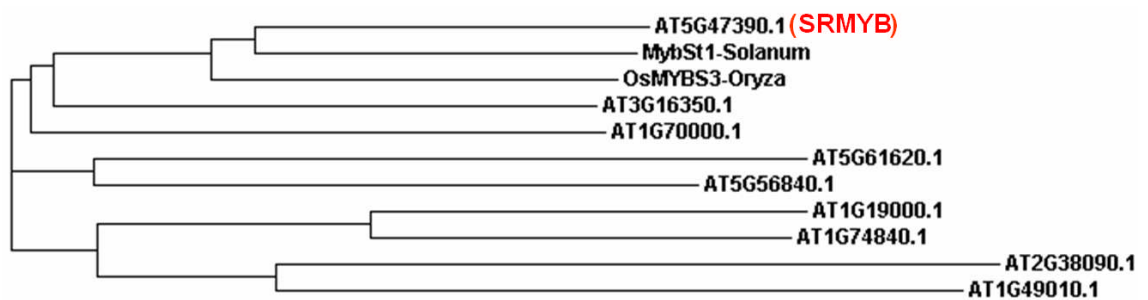 AT5G47390.1 (SRMYB)
MybSt1-Solanum
OsMYBS3-Oryza
AT3G16350.1
AT1G70000.1
AT5G61620.1
AT5G56840.1
AT1G19000.1
AT1G74840.1
AT2G38090.1
AT1G49010.1